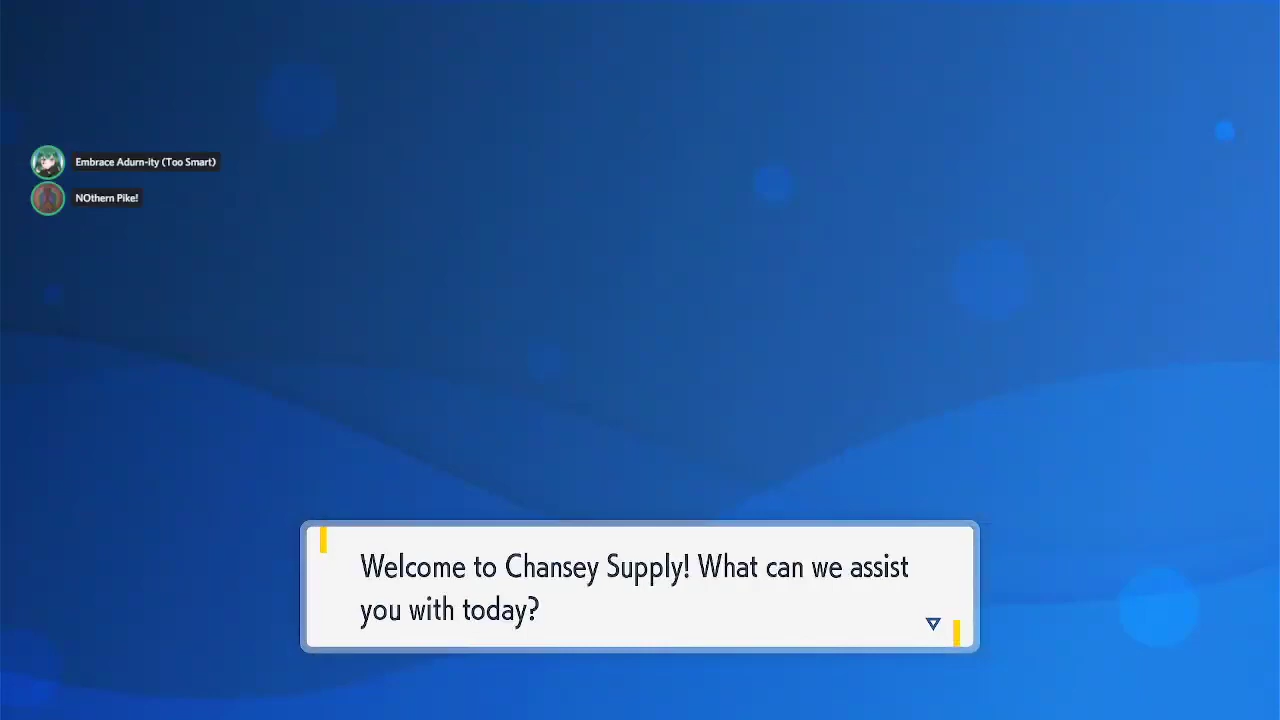 Embrace Adurn-ity (Too Smart)
NOthern Pike!
Welcome to Chansey Supply! What can we assist
you with today?